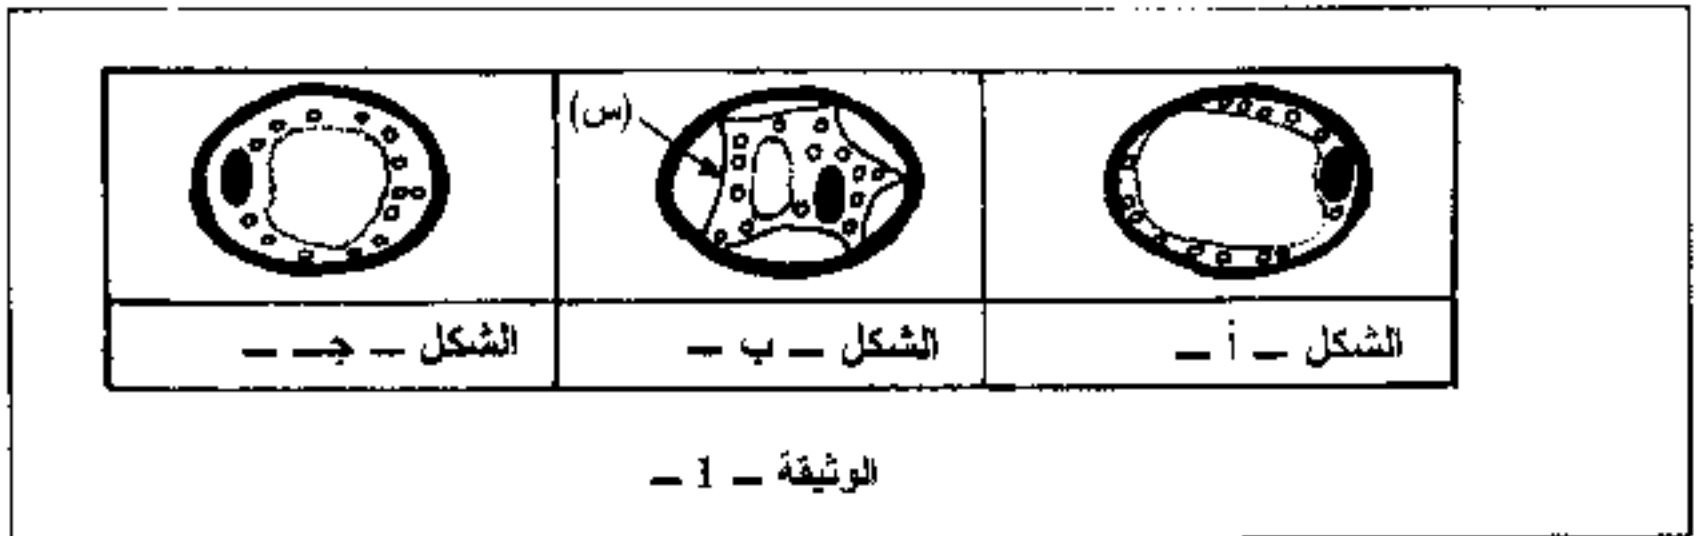 (س)
الشكل – أ –
الشكل – ب –
الشكل – جـ –
الوثيقة – 1 –